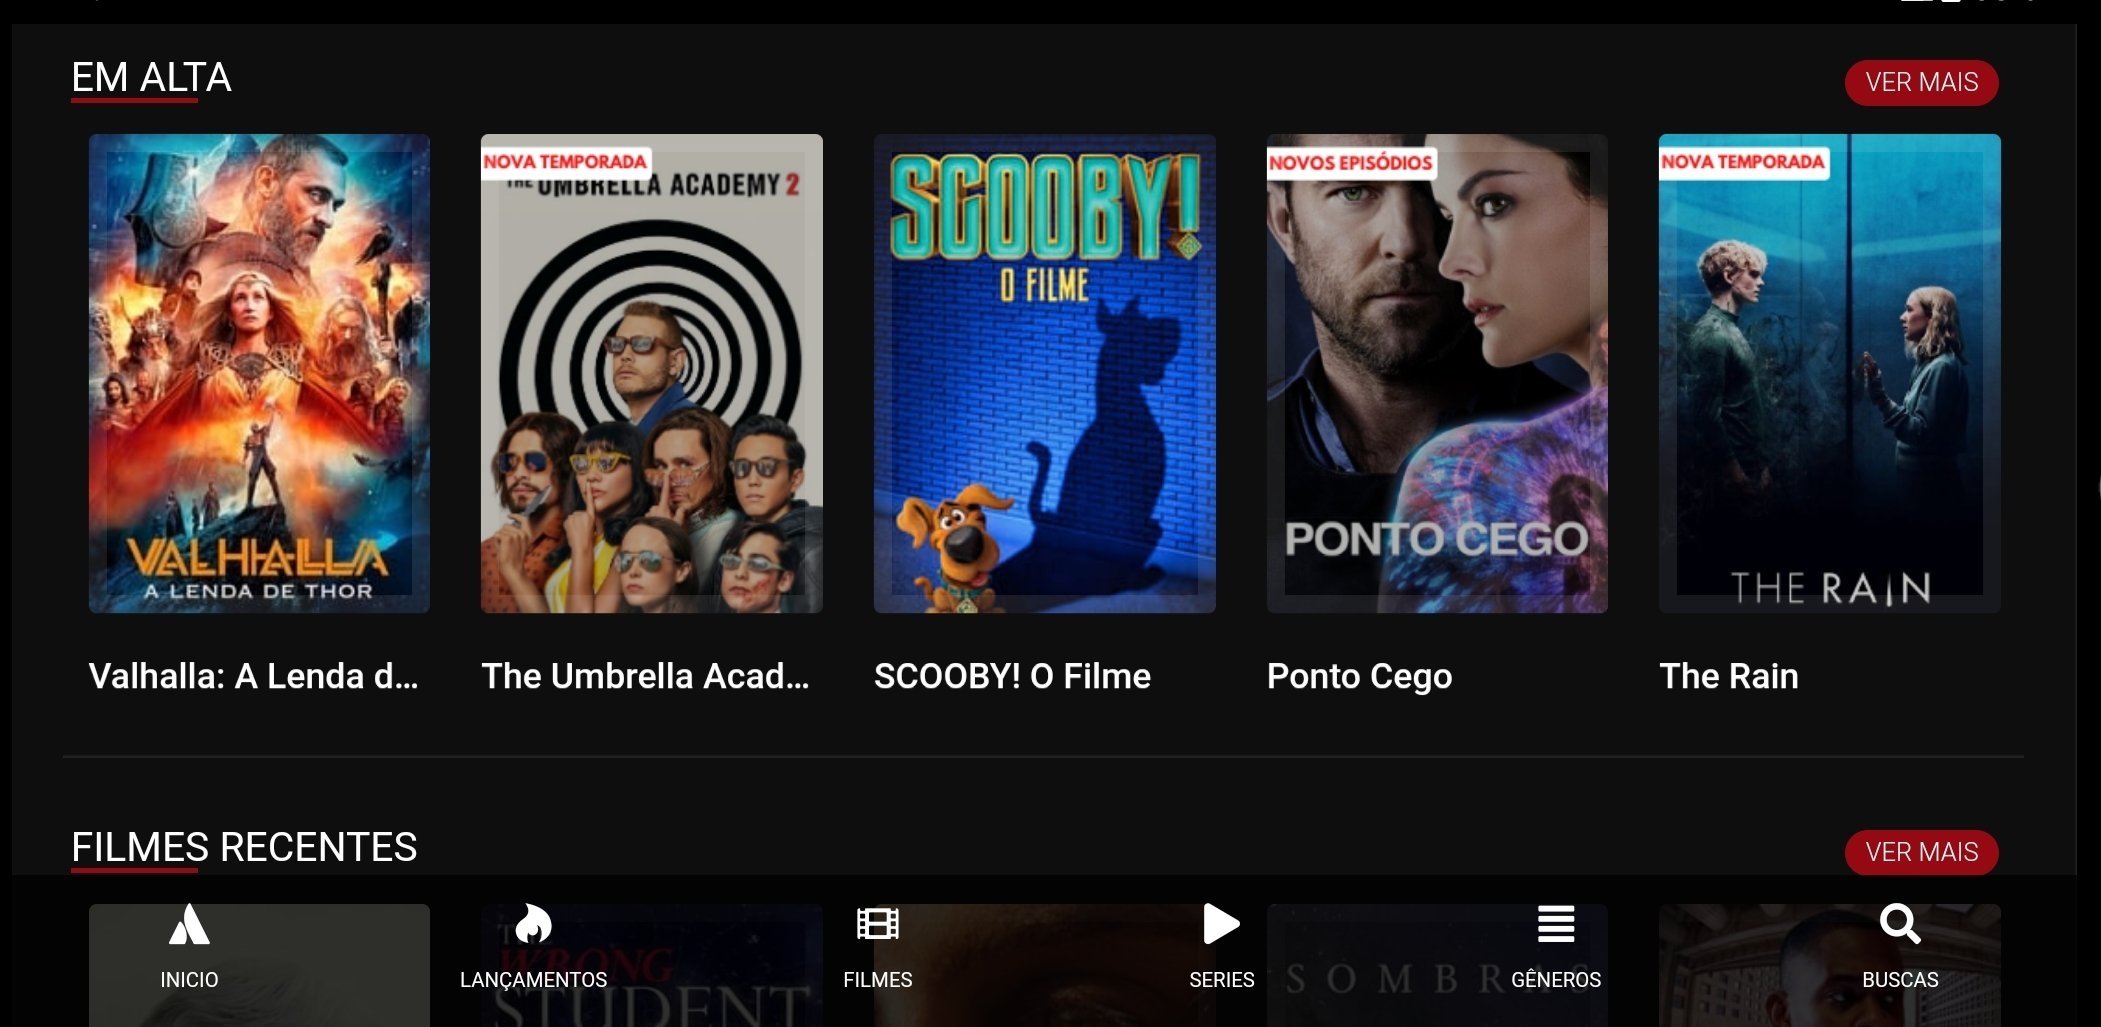 EM ALTA
VER MAIS
VALHALLA
A LENDA DE THOR
NOVA TEMPORADA
THE UMBRELLA ACADEMY 2
SCOOBY!
O FILME
NOVOS EPISÓDIOS
PONTO CEGO
NOVA TEMPORADA
THE RAIN
Valhalla: A Lenda d...
The Umbrella Acad...
SCOOBY! O Filme
Ponto Cego
The Rain
FILMES RECENTES
VER MAIS
THE
WRONG
STUDENT
SOMBRAS
INICIO
LANÇAMENTOS
FILMES
SERIES
GÊNEROS
BUSCAS